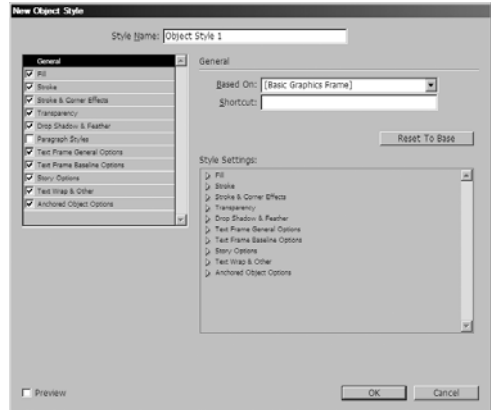 New Object Style
Style Name: Object Style 1
General
Fill
Stroke
Stroke & Corner Effects
Transparency
Drop Shadow & Feather
Paragraph Styles
Text Frame General Options
Text Frame Baseline Options
Story Options
Text Wrap & Other
Anchored Object Options
General
Based On: [Basic Graphics Frame]
Shortcut:
Reset To Base
Style Settings:
Fill
Stroke
Stroke & Corner Effects
Transparency
Drop Shadow & Feather
Text Frame General Options
Text Frame Baseline Options
Story Options
Text Wrap & Other
Anchored Object Options
Preview
OK
Cancel